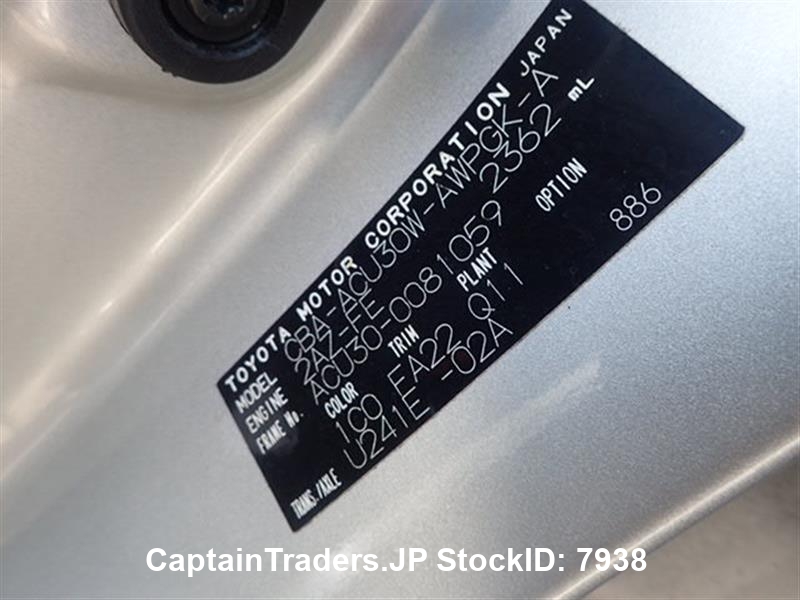 TOYOTA MOTOR CORPORATION JAPAN
MODEL CBA-ACU30W-AWPGK-A
ENGINE 2AZ-FE 2362 mL
FRAME No. ACU30-0081059
COLOR TRIM PLANT OPTION
1C0 FA22 Q11 886
TRANS./AXLE U241E -02A
CaptainTraders.JP StockID: 7938